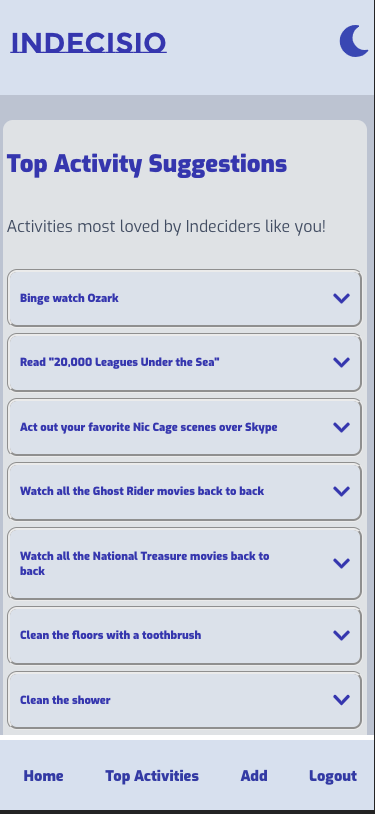 INDECISIO
Top Activity Suggestions
Activities most loved by Indeciders like you!
Binge watch Ozark
Read "20,000 Leagues Under the Sea"
Act out your favorite Nic Cage scenes over Skype
Watch all the Ghost Rider movies back to back
Watch all the National Treasure movies back to
back
Clean the floors with a toothbrush
Clean the shower
Home Top Activities Add Logout